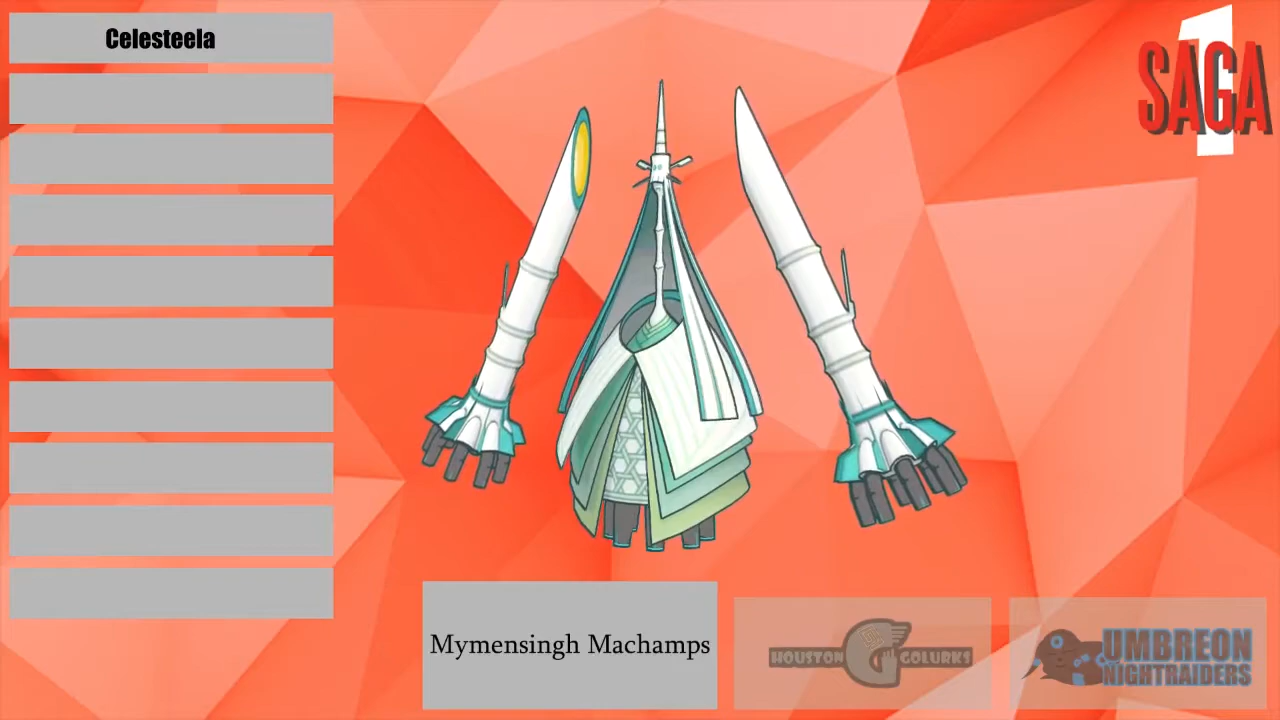 Celesteela
1
SAGA
Mymensingh Machamps
HOUSTON GOLURKS
UMBREON
NIGHTRAIDERS